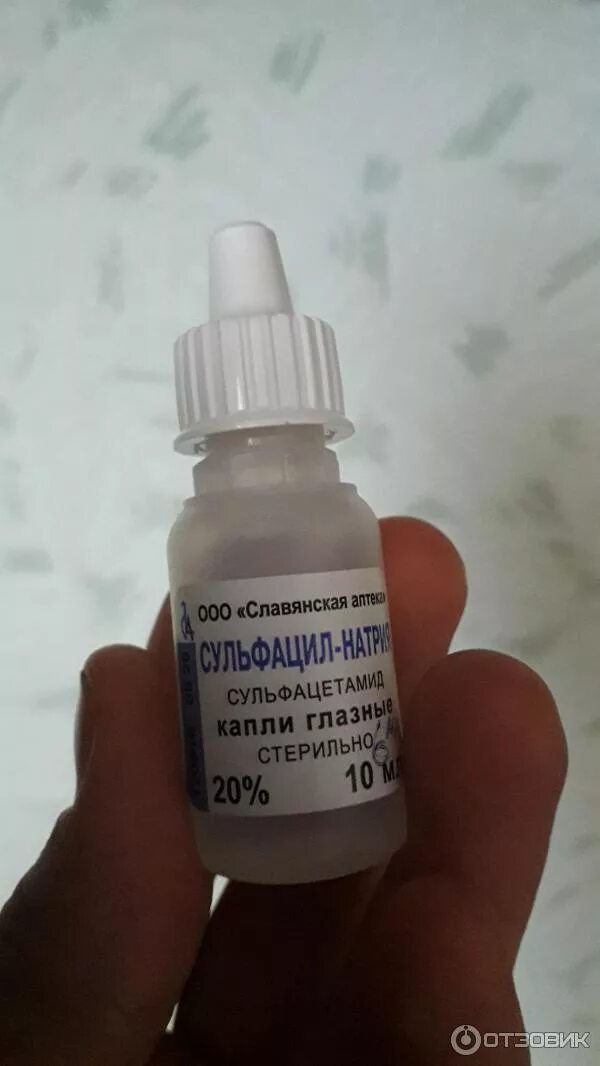 ООО «Славянская аптека»
СУЛЬФАЦИЛ-НАТРИЯ
СУЛЬФАЦЕТАМИД
капли глазные
СТЕРИЛЬНО
20% 10 мл
ОТЗОВИК